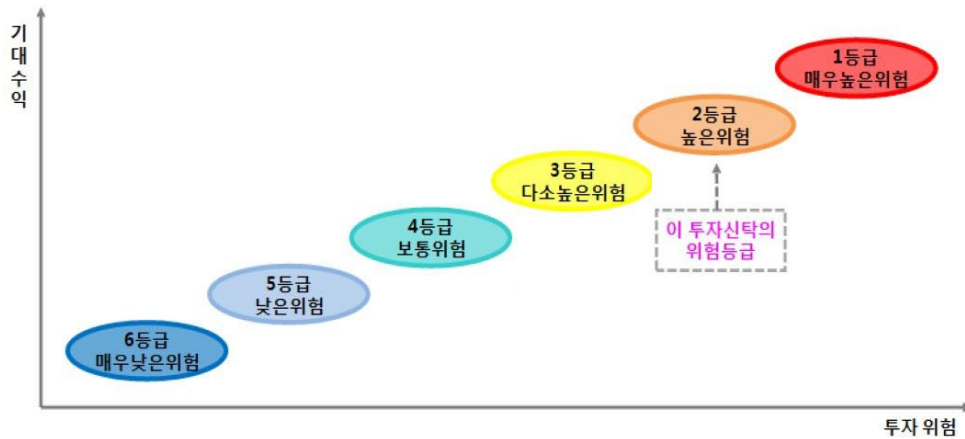 기대수익
1등급
매우높은위험
2등급
높은위험
3등급
다소높은위험
이 투자신탁의
위험등급
4등급
보통위험
5등급
낮은위험
6등급
매우낮은위험
투자 위험